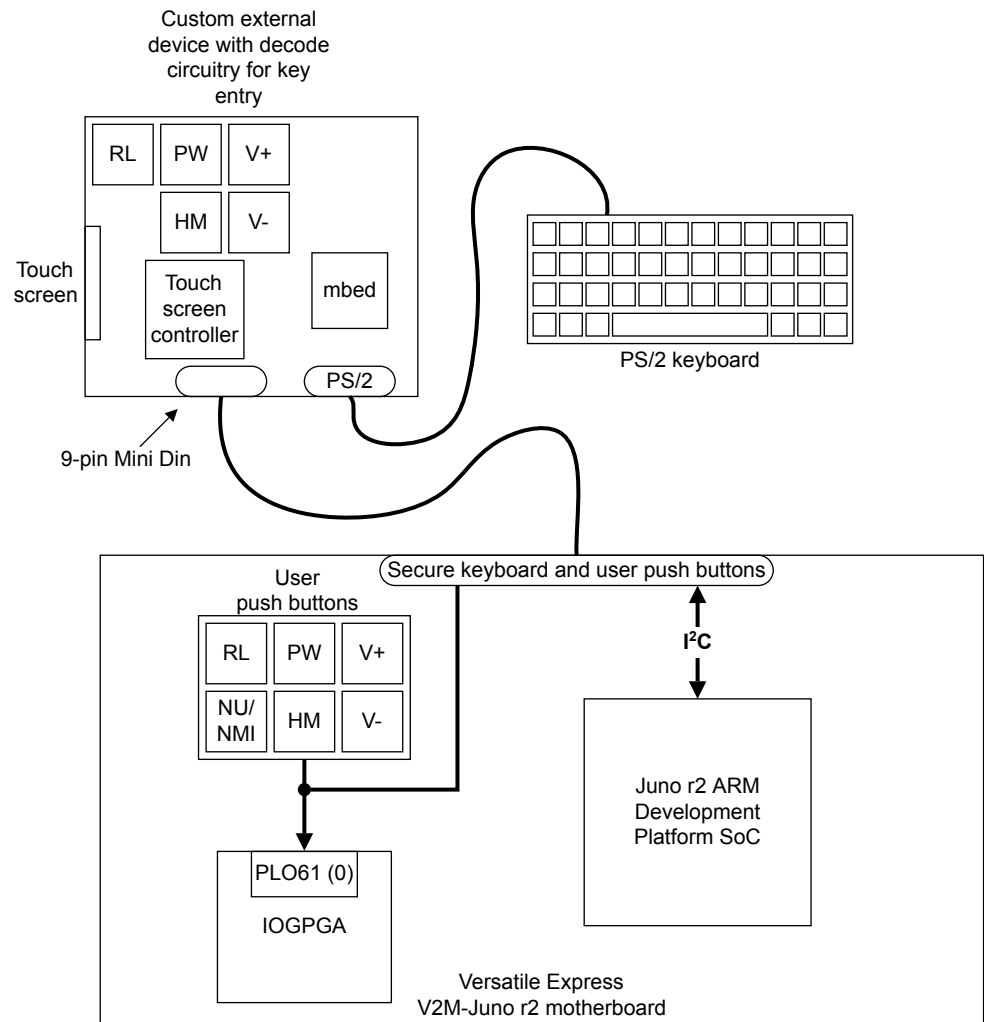 Custom external
device with decode
circuitry for key
entry
RL
PW
V+
HM
V-
Touch
screen
Touch
screen
controller
mbed
PS/2
9-pin Mini Din
PS/2 keyboard
Secure keyboard and user push buttons
User
push buttons
RL
PW
V+
NU/
NMI
HM
V-
I²C
Juno r2 ARM
Development
Platform SoC
PLO61 (0)
IOGPGA
Versatile Express
V2M-Juno r2 motherboard